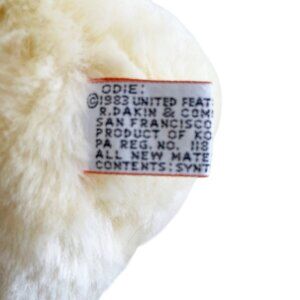 ODIE:
©1983 UNITED FEAT
R. DAKIN & COM
SAN FRANCISCO
PRODUCT OF KO
PA REG. NO. 118
ALL NEW MATE
CONTENTS: SYNT